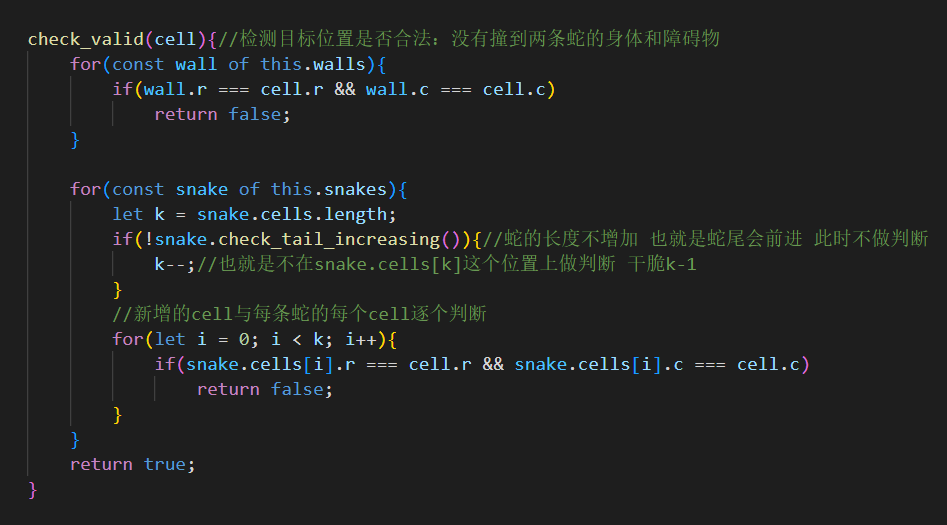 check_valid(cell){//检测目标位置是否合法：没有撞到两条蛇的身体和障碍物
    for(const wall of this.walls){
        if(wall.r === cell.r && wall.c === cell.c)
            return false;
    }

    for(const snake of this.snakes){
        let k = snake.cells.length;
        if(!snake.check_tail_increasing()){//蛇的长度不增加 也就是蛇尾会前进 此时不做判断
            k--;//也就是不在snake.cells[k]这个位置上做判断 干脆k-1
        }
        //新增的cell与每条蛇的每个cell逐个判断
        for(let i = 0; i < k; i++){
            if(snake.cells[i].r === cell.r && snake.cells[i].c === cell.c)
                return false;
        }
    }
    return true;
}